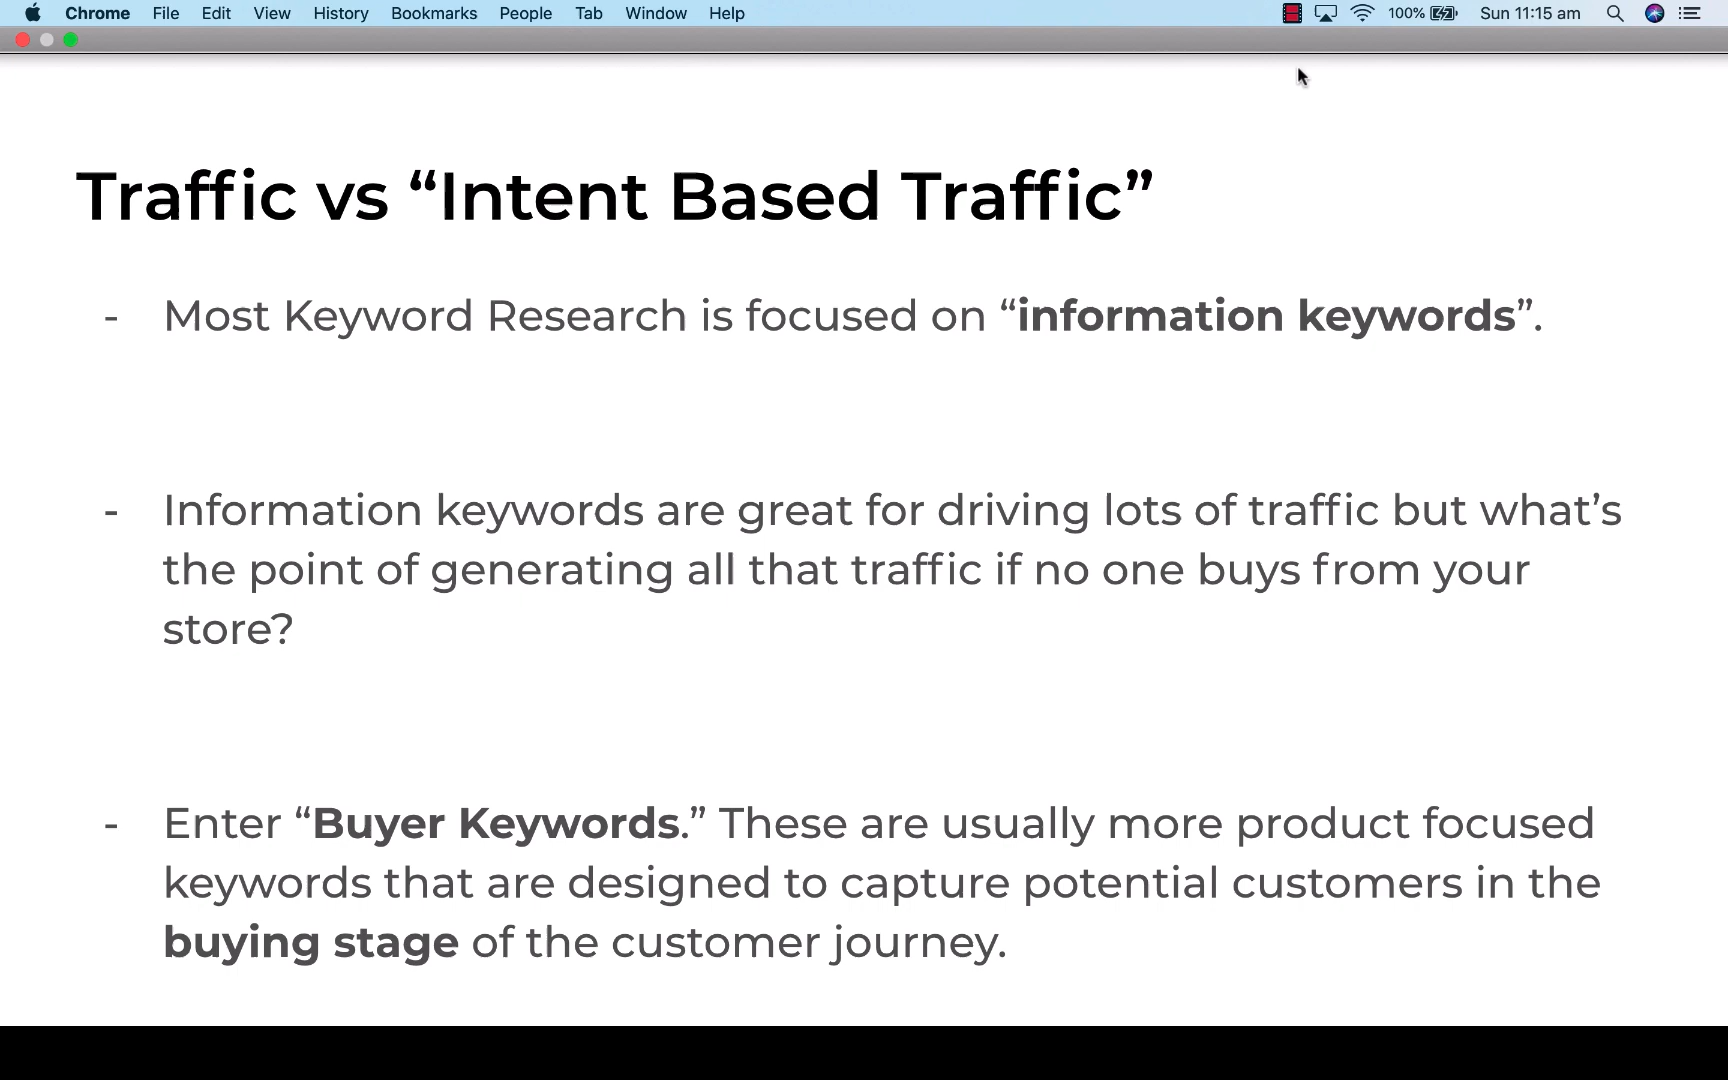 Chrome File Edit View History Bookmarks People Tab Window Help 100% Sun 11:15 am
Traffic vs “Intent Based Traffic”
- Most Keyword Research is focused on “information keywords”.
- Information keywords are great for driving lots of traffic but what’s
the point of generating all that traffic if no one buys from your
store?
- Enter “Buyer Keywords.” These are usually more product focused
keywords that are designed to capture potential customers in the
buying stage of the customer journey.